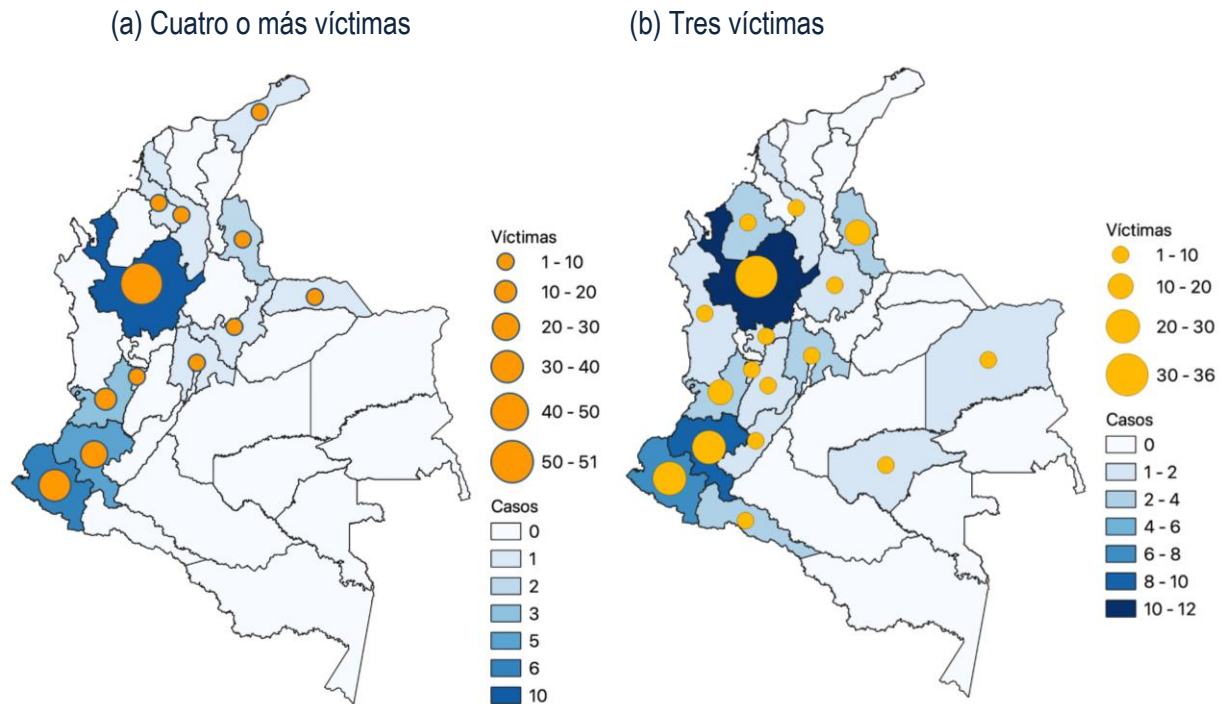 (a) Cuatro o más víctimas
(b) Tres víctimas
Víctimas
1 - 10
10 - 20
20 - 30
30 - 40
40 - 50
50 - 51
Casos
0
1
2
3
5
6
10
Víctimas
1 - 10
10 - 20
20 - 30
30 - 36
Casos
0
1 - 2
2 - 4
4 - 6
6 - 8
8 - 10
10 - 12